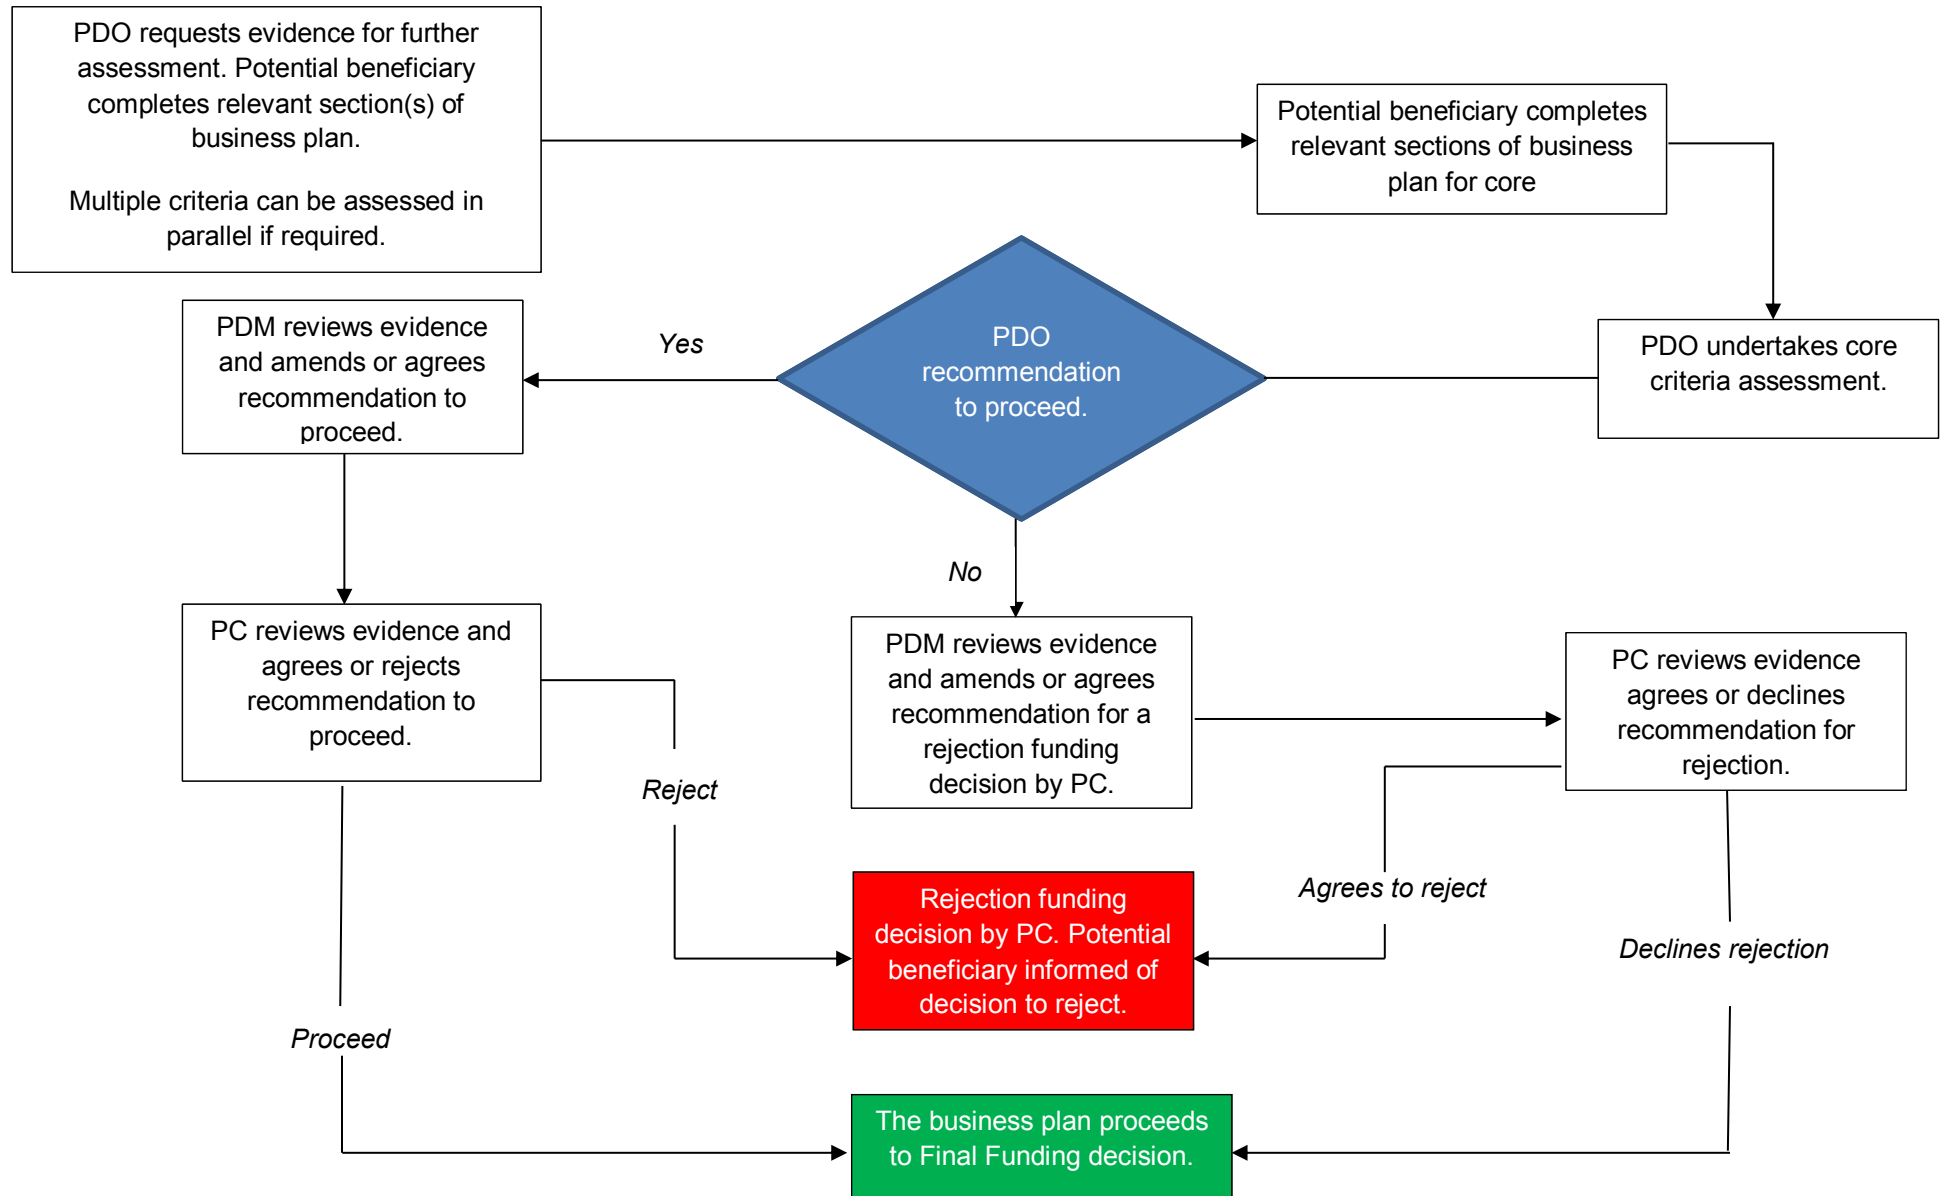 PDO requests evidence for further
assessment. Potential beneficiary
completes relevant section(s) of
business plan.
Multiple criteria can be assessed in
parallel if required.
Potential beneficiary completes
relevant sections of business
plan for core
PDM reviews evidence
and amends or agrees
recommendation to
proceed.
Yes
PDO
recommendation
to proceed.
PDO undertakes core
criteria assessment.
No
PC reviews evidence and
agrees or rejects
recommendation to
proceed.
PDM reviews evidence
and amends or agrees
recommendation for a
rejection funding
decision by PC.
PC reviews evidence
agrees or declines
recommendation for
rejection.
Reject
Agrees to reject
Rejection funding
decision by PC. Potential
beneficiary informed of
decision to reject.
Declines rejection
Proceed
The business plan proceeds
to Final Funding decision.